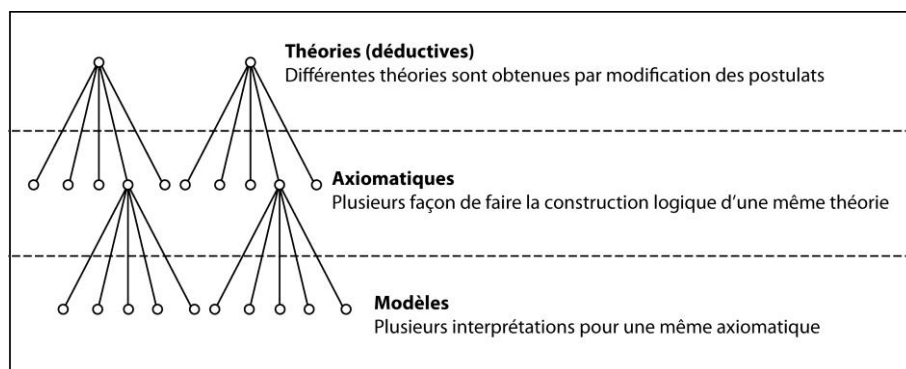 Théories (déductives)
Différentes théories sont obtenues par modification des postulats
Axiomatiques
Plusieurs façon de faire la construction logique d'une même théorie
Modèles
Plusieurs interprétations pour une même axiomatique